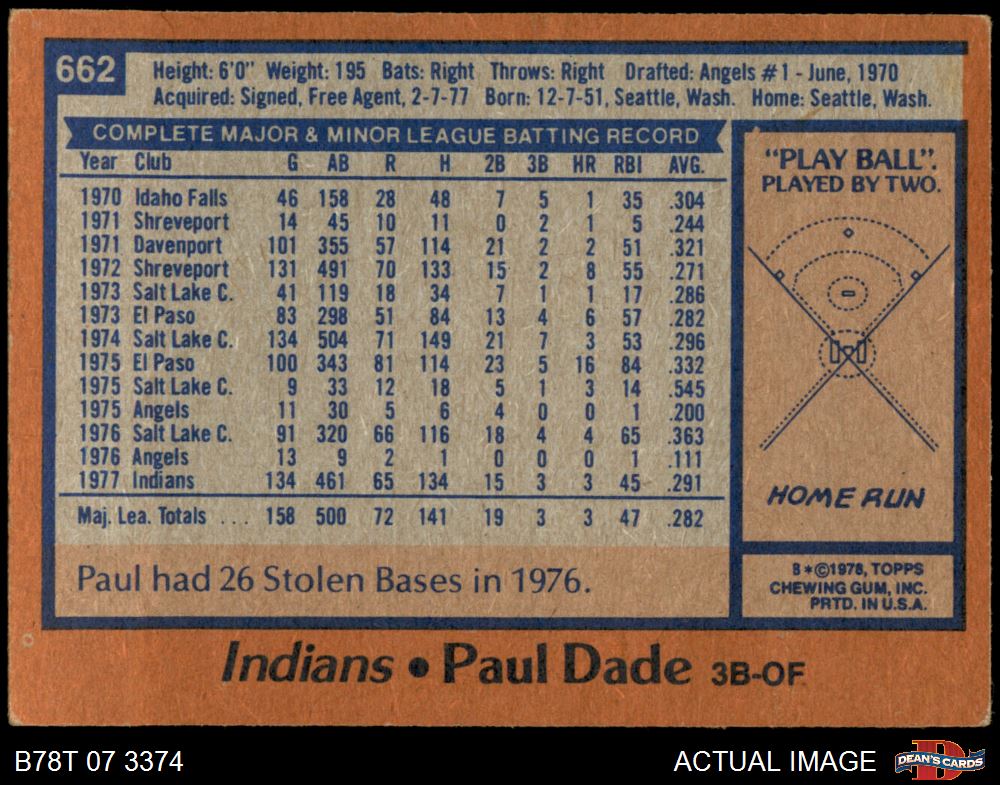 662
Height: 6'0" Weight: 195 Bats: Right Throws: Right Drafted: Angels #1 - June, 1970
Acquired: Signed, Free Agent, 2-7-77 Born: 12-7-51, Seattle, Wash. Home: Seattle, Wash.
COMPLETE MAJOR & MINOR LEAGUE BATTING RECORD
Year Club G AB R H 2B 3B HR RBI AVG.
1970 Idaho Falls 46 158 28 48 7 5 1 35 .304
1971 Shreveport 14 45 10 11 0 2 1 5 .244
1971 Davenport 101 355 57 114 21 2 2 51 .321
1972 Shreveport 131 491 70 133 15 2 8 55 .271
1973 Salt Lake C. 41 119 18 34 7 1 1 17 .286
1973 El Paso 83 298 51 84 13 4 6 57 .282
1974 Salt Lake C. 134 504 71 149 21 7 3 53 .296
1975 El Paso 100 343 81 114 23 5 16 84 .332
1975 Salt Lake C. 9 33 12 18 5 1 3 14 .545
1975 Angels 11 30 5 6 4 0 0 1 .200
1976 Salt Lake C. 91 320 66 116 18 4 4 65 .363
1976 Angels 13 9 2 1 0 0 0 1 .111
1977 Indians 134 461 65 134 15 3 3 45 .291
Maj. Lea. Totals ... 158 500 72 141 19 3 3 47 .282
Paul had 26 Stolen Bases in 1976.
"PLAY BALL".
PLAYED BY TWO.
HOME RUN
B*©1978, TOPPS
CHEWING GUM, INC.
PRTD. IN U.S.A.
Indians • Paul Dade 3B-OF
B78T 07 3374
ACTUAL IMAGE
D
DEAN'S CARDS